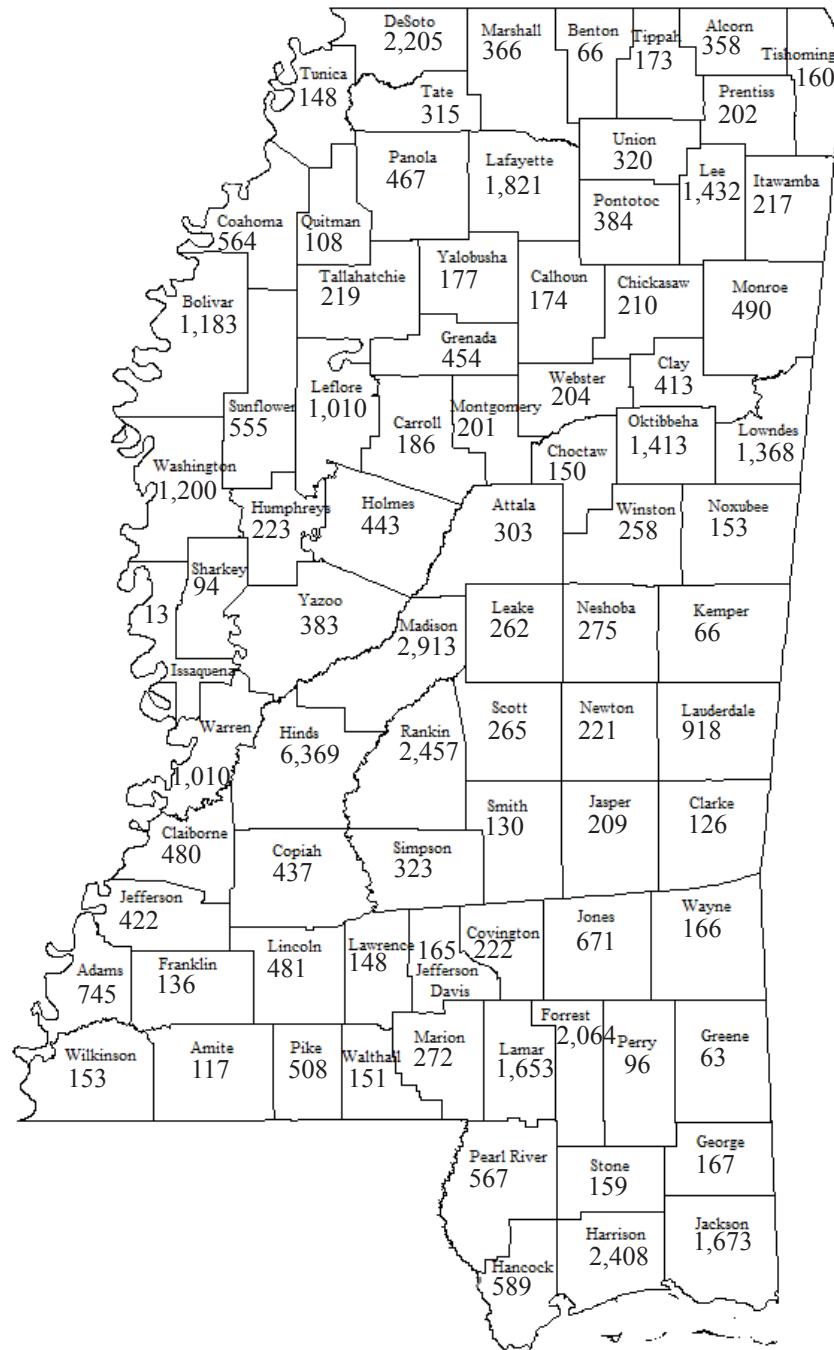 DeSoto
2,205
Marshall
366
Benton
66
Tippah
173
Alcorn
358
Tishoming
160
Tunica
148
Tate
315
Prentiss
202
Union
320
Panola
467
Lafayette
1,821
Lee
1,432
Itawamba
217
Pontotoc
384
Coahoma
564
Quitman
108
Yalobusha
177
Calhoun
174
Chickasaw
210
Monroe
490
Tallahatchie
219
Bolivar
1,183
Grenada
454
Leflore
1,010
Webster
204
Clay
413
Sunflower
555
Carroll
186
Montgomery
201
Oktibbeha
1,413
Lowndes
1,368
Choctaw
150
Washington
1,200
Humphreys
223
Holmes
443
Attala
303
Winston
258
Noxubee
153
Sharkey
94
Yazoo
383
13
Issaquena
Madison
2,913
Leake
262
Neshoba
275
Kemper
66
Warren
1,010
Hinds
6,369
Rankin
2,457
Scott
265
Newton
221
Lauderdale
918
Smith
130
Jasper
209
Clarke
126
Claiborne
480
Copiah
437
Simpson
323
Jefferson
422
Lincoln
481
Lawrence
148
165
Jefferson
Davis
Covington
222
Jones
671
Wayne
166
Adams
745
Franklin
136
Wilkinson
153
Amite
117
Pike
508
Walthall
151
Marion
272
Lamar
1,653
Forrest
2,064
Perry
96
Greene
63
Pearl River
567
Stone
159
George
167
Hancock
589
Harrison
2,408
Jackson
1,673